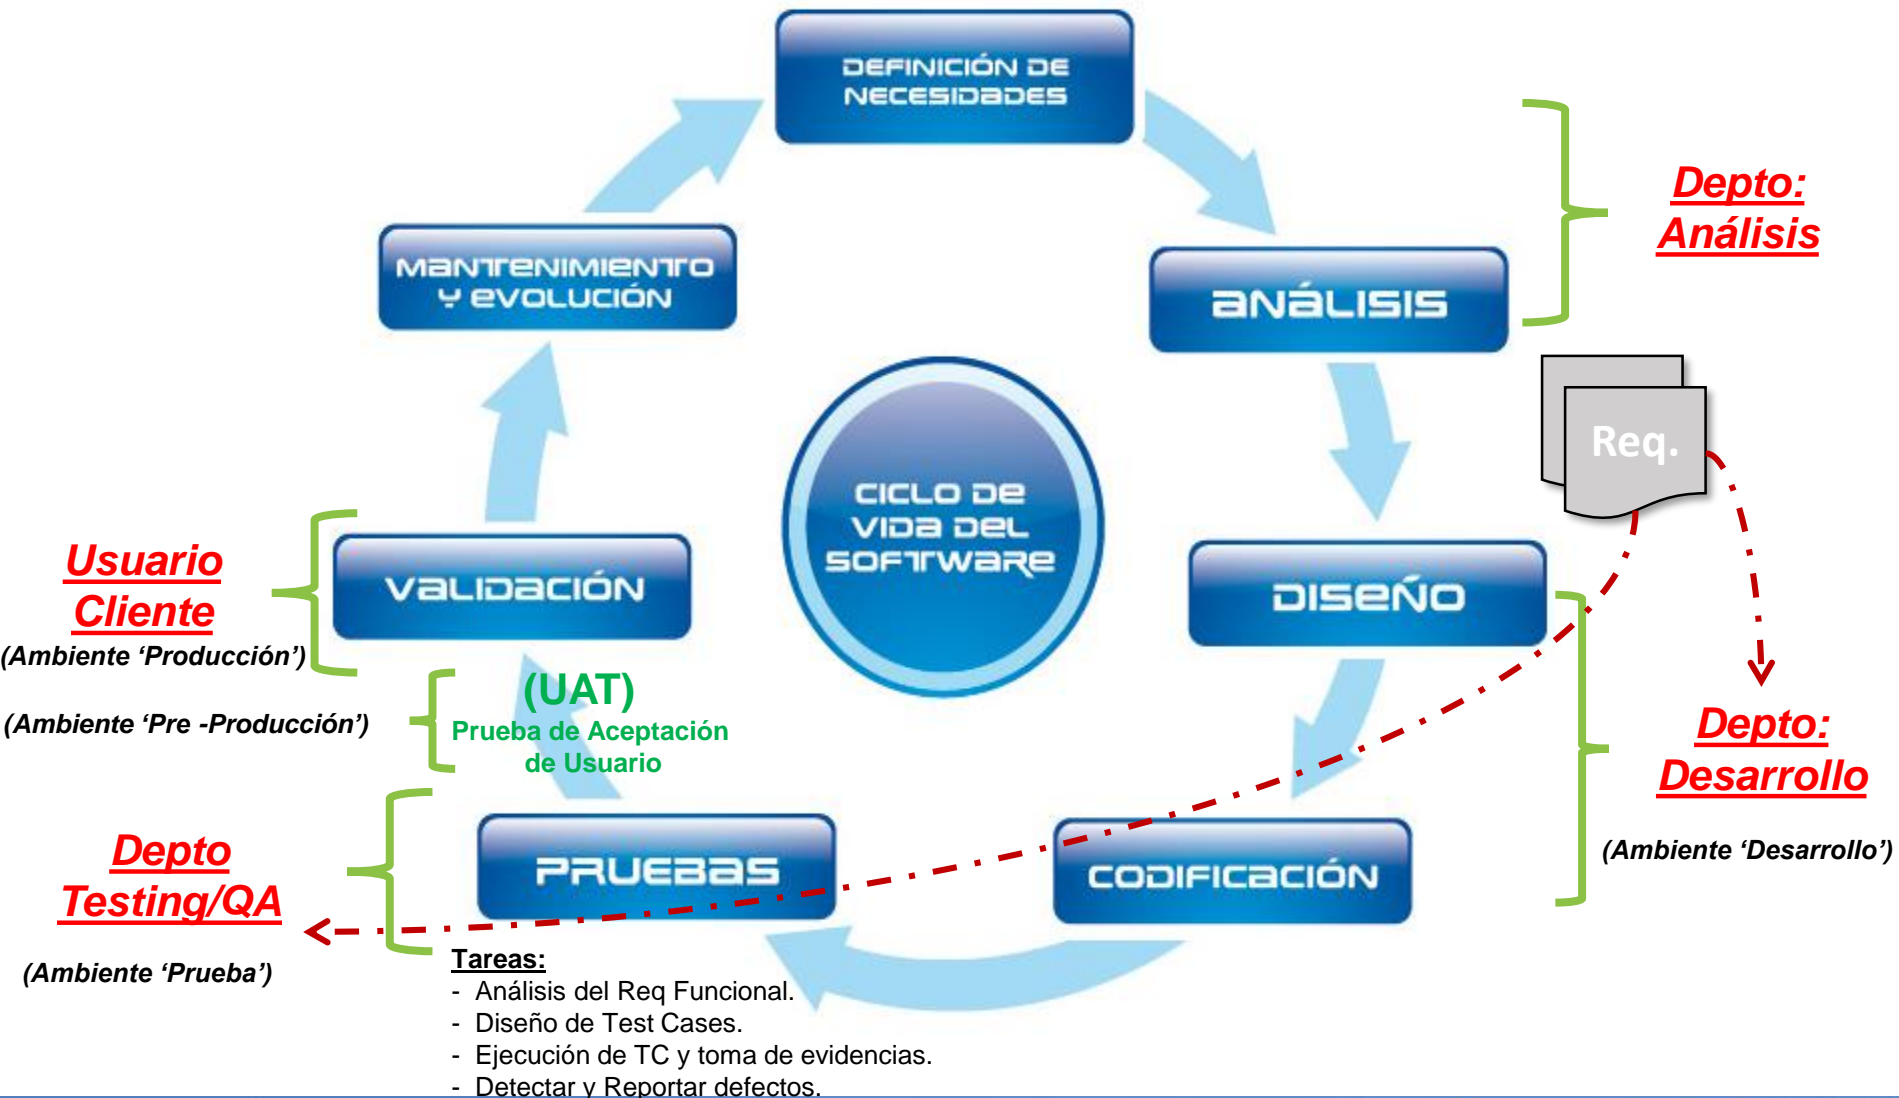 DEFINICIÓN DE
NECESIDADES
Depto:
Análisis
MANTENIMIENTO
Y EVOLUCIÓN
ANÁLISIS
Req.
CICLO DE
VIDA DEL
SOFTWARE
Usuario
Cliente
(Ambiente ‘Producción’)
VALIDACIÓN
DISEÑO
(UAT)
Prueba de Aceptación
de Usuario
(Ambiente ‘Pre -Producción’)
Depto:
Desarrollo
(Ambiente ‘Desarrollo’)
Depto
Testing/QA
(Ambiente ‘Prueba’)
PRUEBAS
CODIFICACIÓN
Tareas:
- Análisis del Req Funcional.
- Diseño de Test Cases.
- Ejecución de TC y toma de evidencias.
- Detectar y Reportar defectos.